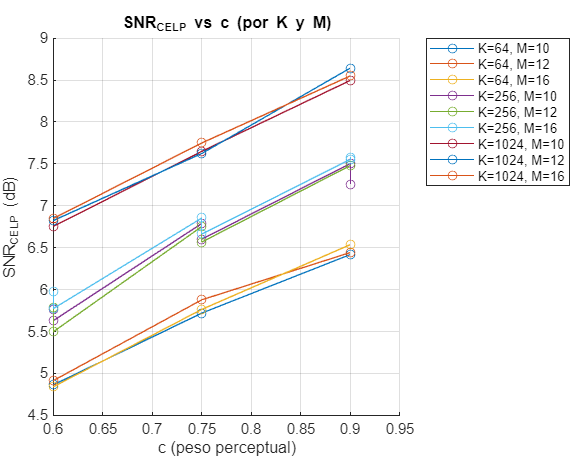 SNR_CELP vs c (por K y M)
9
8.5
8
7.5
7
6.5
6
5.5
5
4.5
SNR_CELP (dB)
0.6 0.65 0.7 0.75 0.8 0.85 0.9 0.95
c (peso perceptual)
K=64, M=10
K=64, M=12
K=64, M=16
K=256, M=10
K=256, M=12
K=256, M=16
K=1024, M=10
K=1024, M=12
K=1024, M=16